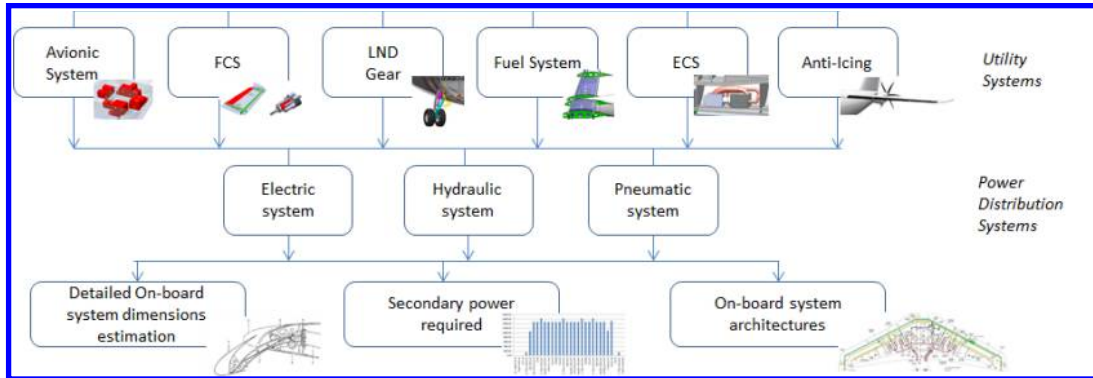 Avionic
System
FCS
LND
Gear
Fuel System
ECS
Anti-Icing
Utility
Systems
Electric
system
Hydraulic
system
Pneumatic
system
Power
Distribution
Systems
Detailed On-board
system dimensions
estimation
Secondary power
required
On-board system
architectures